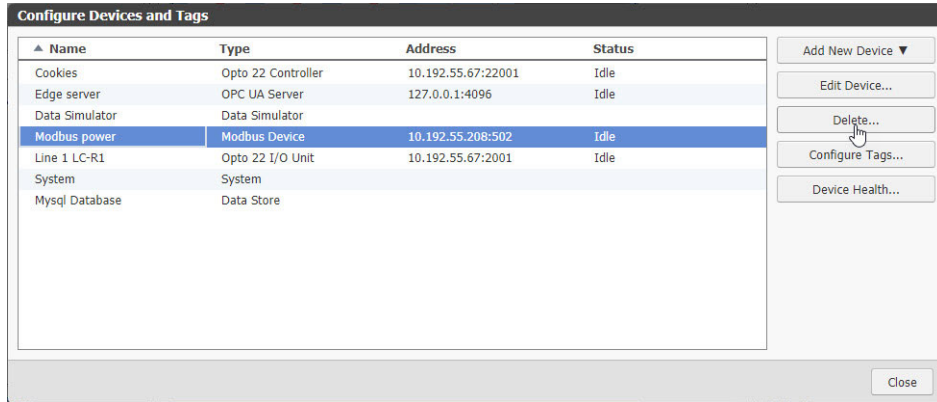 Configure Devices and Tags
▲ Name Type Address Status
Cookies Opto 22 Controller 10.192.55.67:22001 Idle
Edge server OPC UA Server 127.0.0.1:4096 Idle
Data Simulator Data Simulator
Modbus power Modbus Device 10.192.55.208:502 Idle
Line 1 LC-R1 Opto 22 I/O Unit 10.192.55.67:2001 Idle
System System
Mysql Database Data Store
Add New Device ▼
Edit Device...
Delete...
Configure Tags...
Device Health...
Close